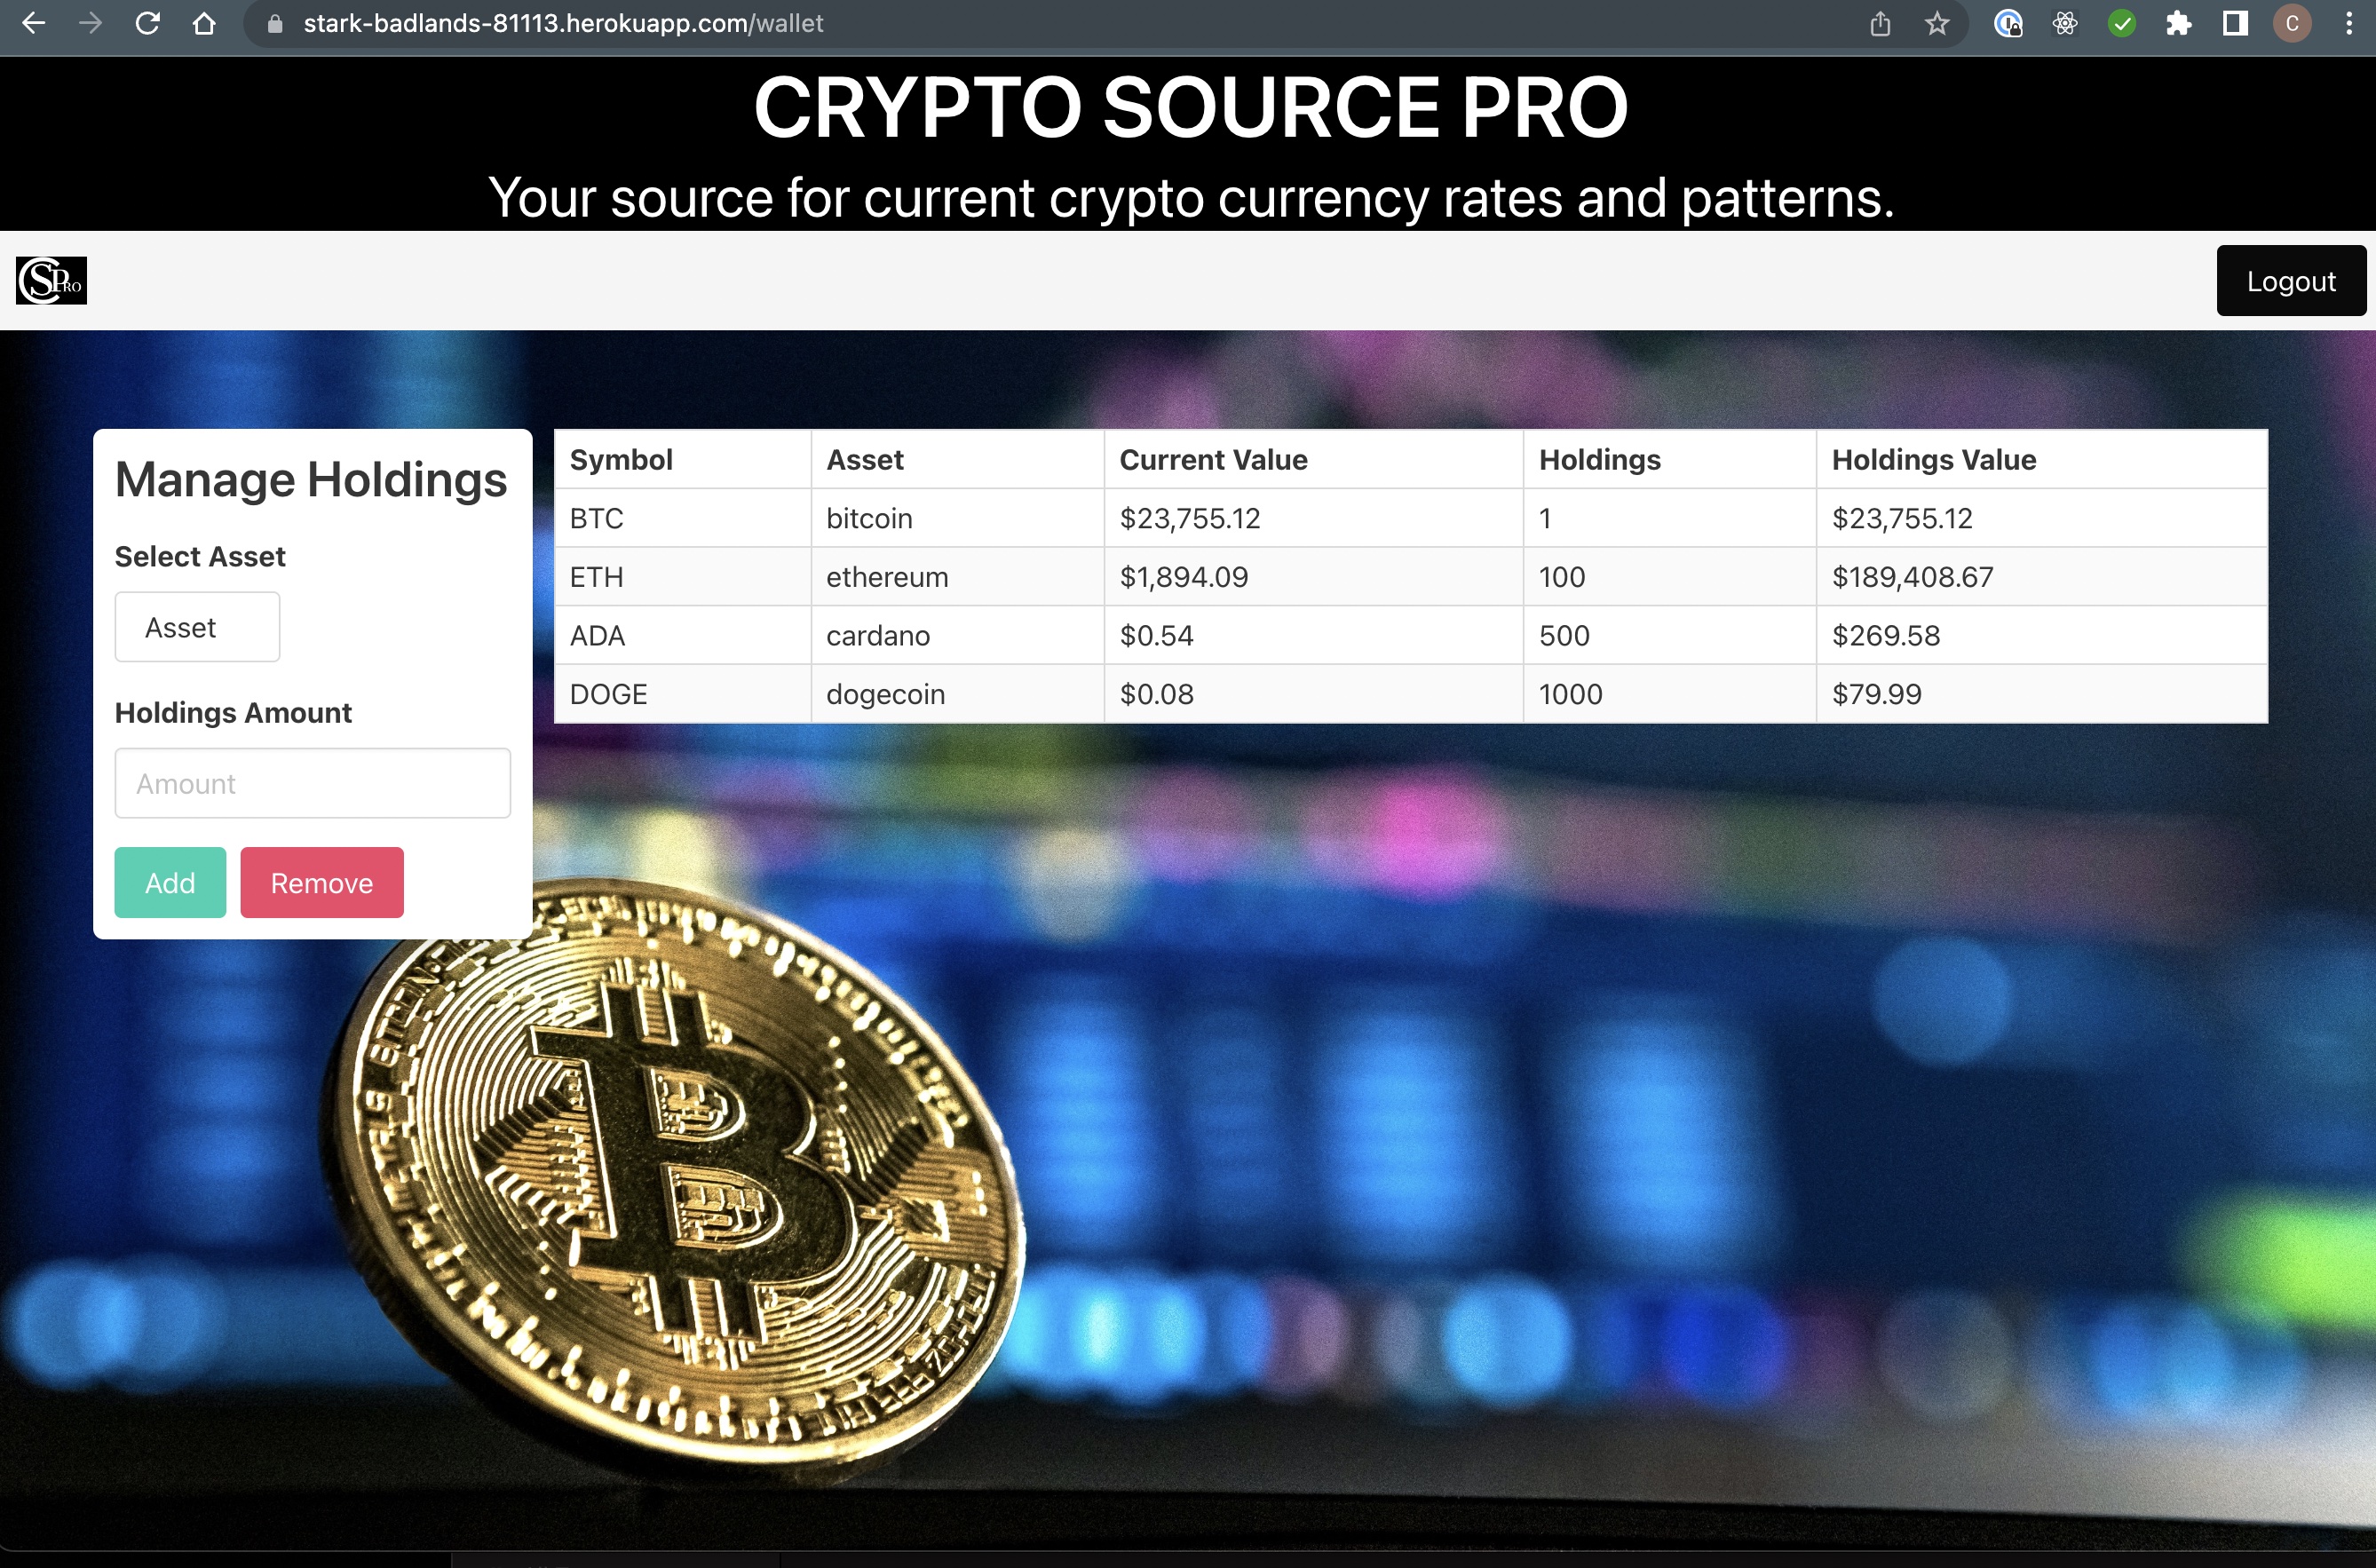 stark-badlands-81113.herokuapp.com/wallet
C
CRYPTO SOURCE PRO
Your source for current crypto currency rates and patterns.
CSPRO
Logout
Manage Holdings
Select Asset
Asset
Holdings Amount
Amount
Add Remove
Symbol Asset Current Value Holdings Holdings Value
BTC bitcoin $23,755.12 1 $23,755.12
ETH ethereum $1,894.09 100 $189,408.67
ADA cardano $0.54 500 $269.58
DOGE dogecoin $0.08 1000 $79.99